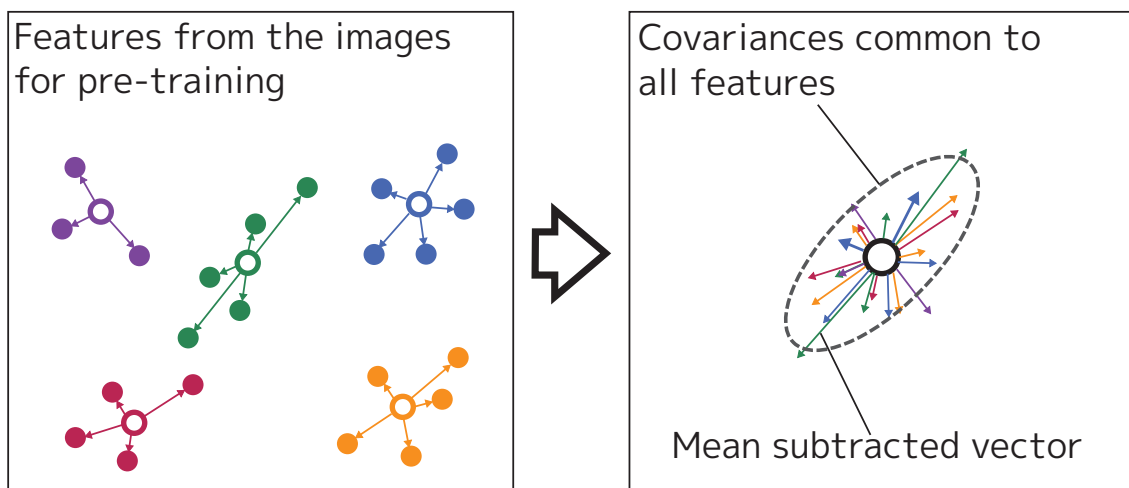 Features from the images
for pre-training
Covariances common to
all features
Mean subtracted vector